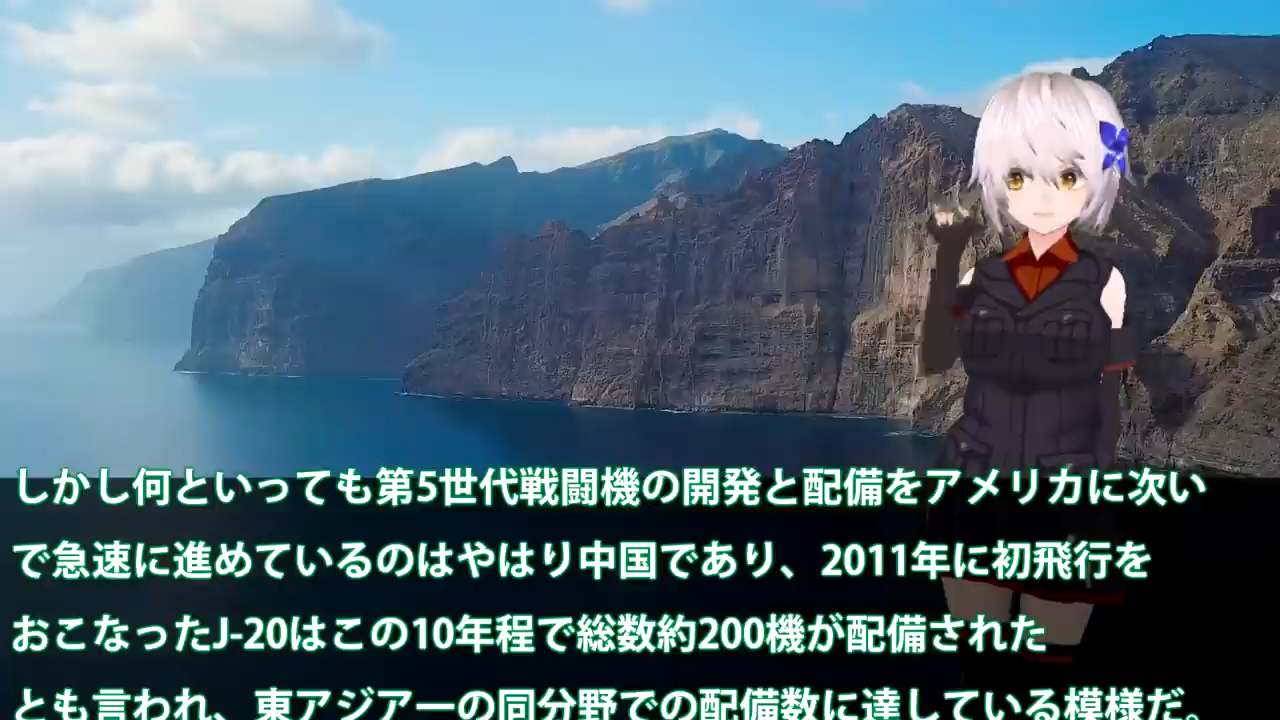 しかし何といっても第5世代戦闘機の開発と配備をアメリカに次い
で急速に進めているのはやはり中国であり、2011年に初飛行を
おこなったJ-20はこの10年程で総数約200機が配備された
とも言われ、東アジア一の同分野での配備数に達している模様だ。